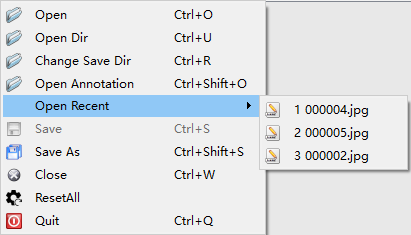 Open Ctrl+O
Open Dir Ctrl+U
Change Save Dir Ctrl+R
Open Annotation Ctrl+Shift+O
Open Recent
1 000004.jpg
2 000005.jpg
3 000002.jpg
Save Ctrl+S
Save As Ctrl+Shift+S
Close Ctrl+W
ResetAll
Quit Ctrl+Q